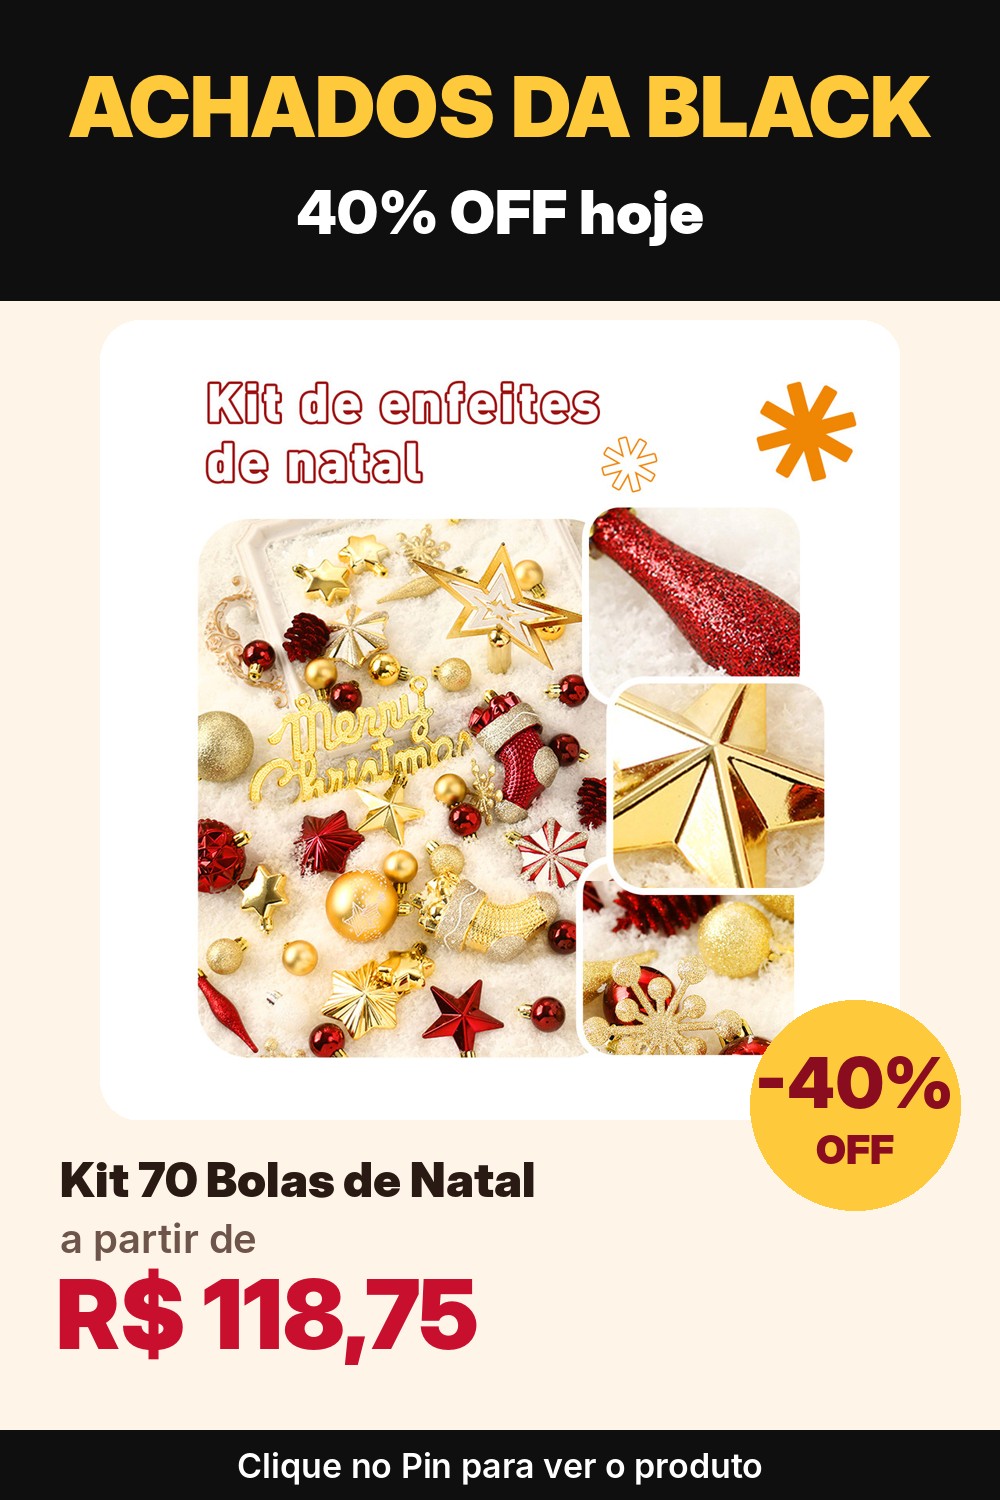 ACHADOS DA BLACK
40% OFF hoje
Kit de enfeites
de natal
Merry
Christmas
-40%
OFF
Kit 70 Bolas de Natal
a partir de
R$ 118,75
Clique no Pin para ver o produto